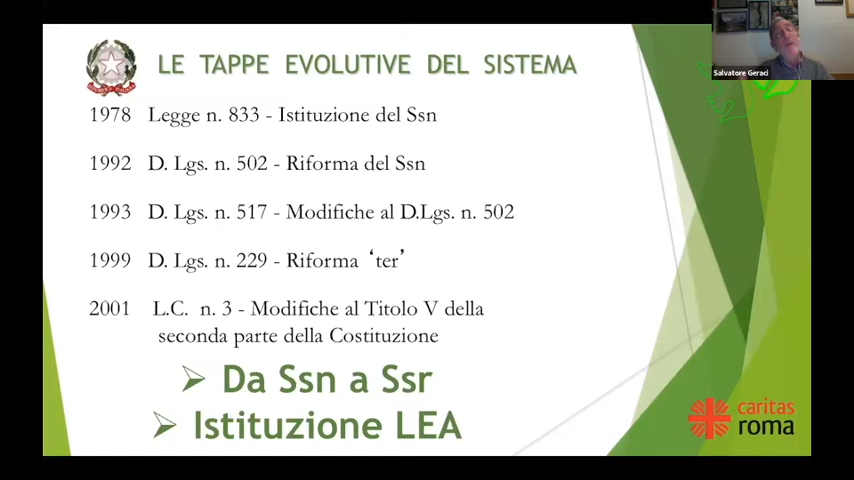 LE TAPPE EVOLUTIVE DEL SISTEMA
Salvatore Geraci
1978 Legge n. 833 - Istituzione del Ssn
1992 D. Lgs. n. 502 - Riforma del Ssn
1993 D. Lgs. n. 517 - Modifiche al D.Lgs. n. 502
1999 D. Lgs. n. 229 - Riforma ‘ter’
2001 L.C. n. 3 - Modifiche al Titolo V della
seconda parte della Costituzione
➢ Da Ssn a Ssr
➢ Istituzione LEA
caritas
roma